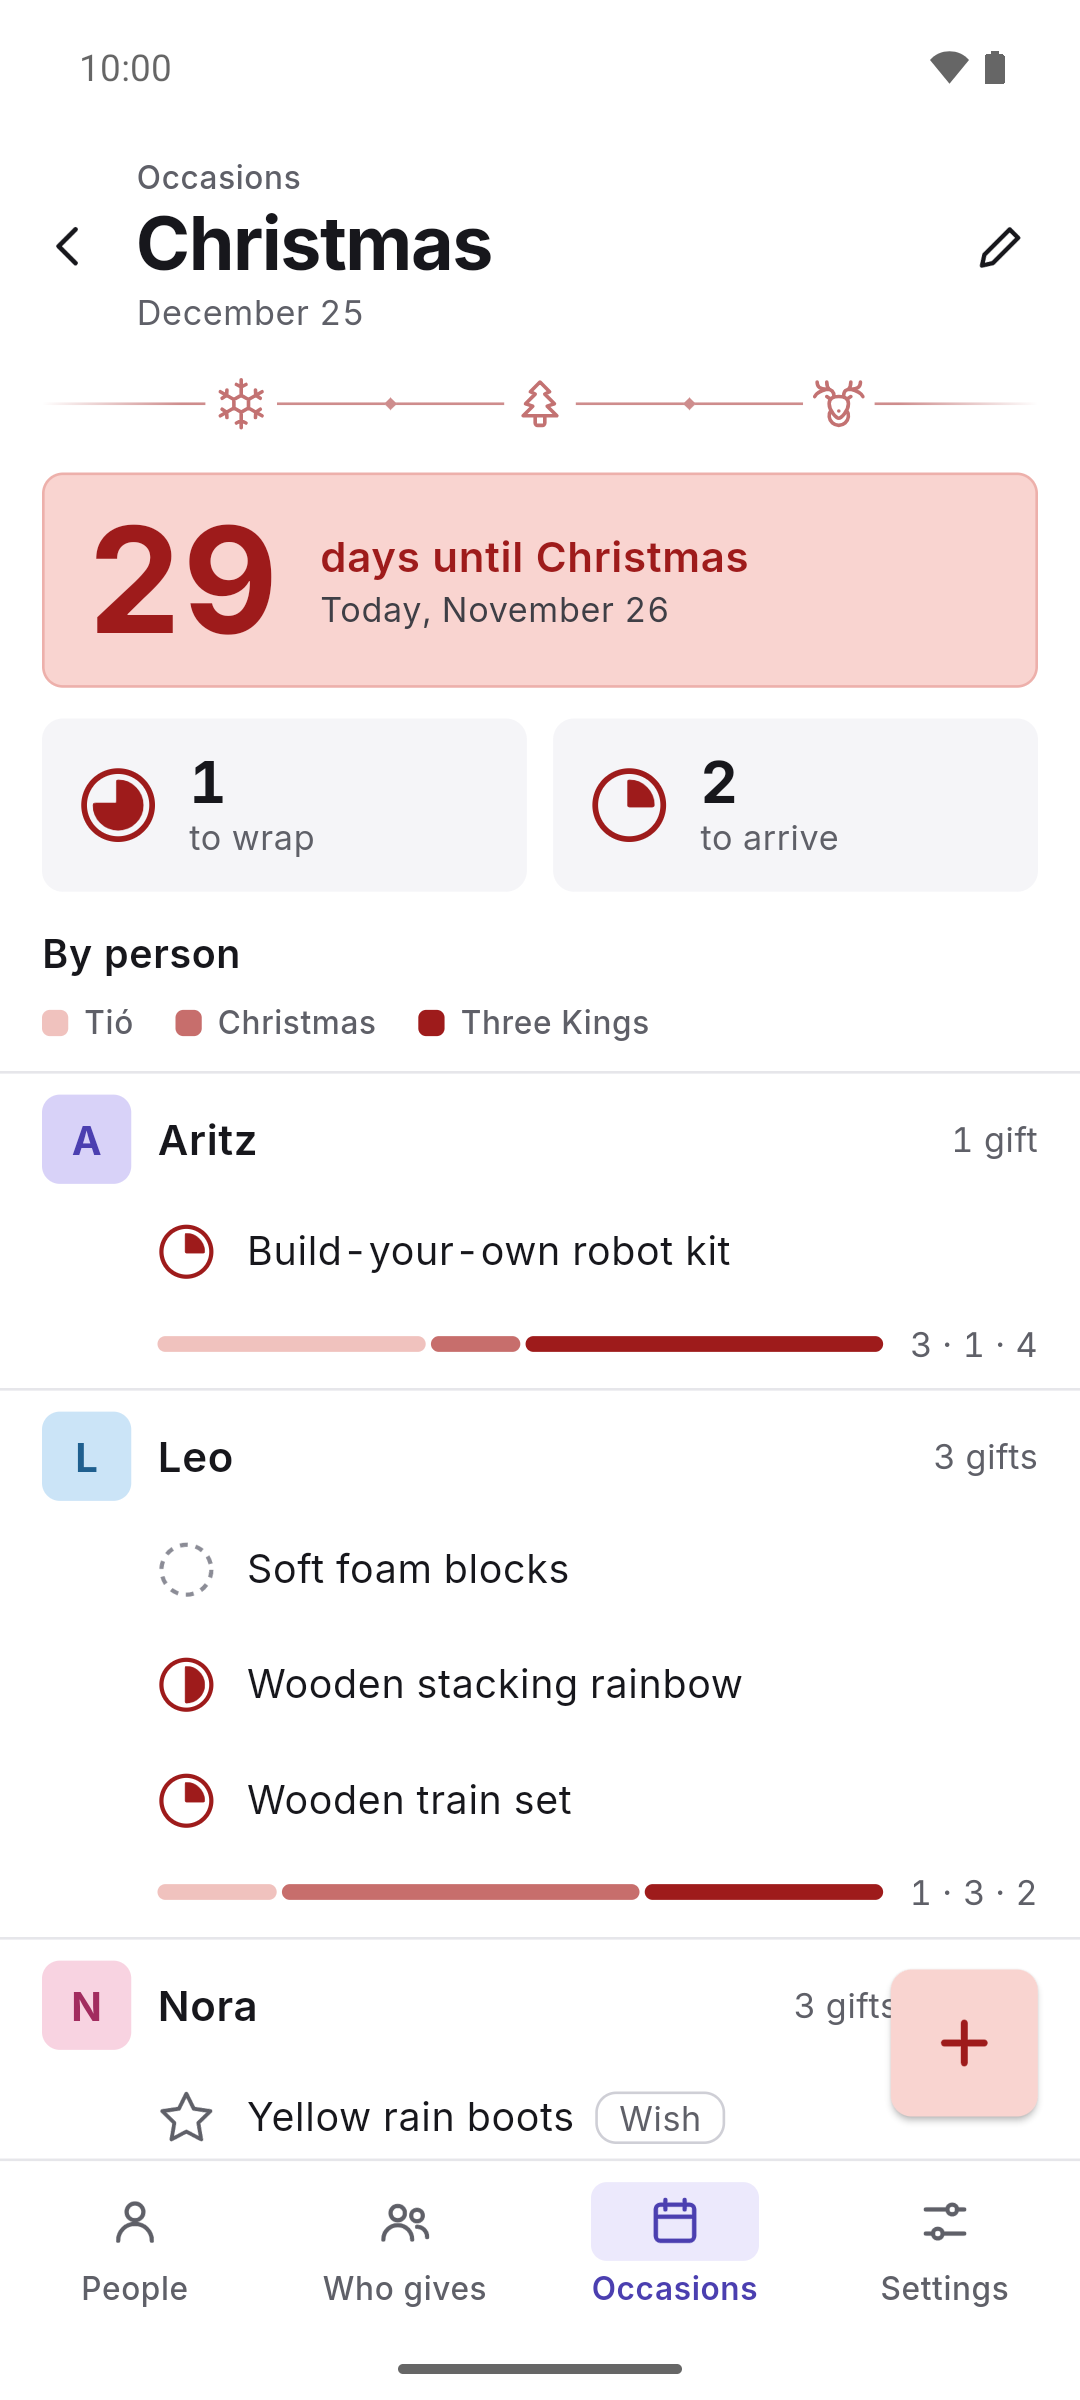 10:00
Occasions
Christmas
December 25
29
days until Christmas
Today, November 26
1
to wrap
2
to arrive
By person
Tió Christmas Three Kings
A Aritz 1 gift
Build-your-own robot kit
3 · 1 · 4
L Leo 3 gifts
Soft foam blocks
Wooden stacking rainbow
Wooden train set
1 · 3 · 2
N Nora 3 gifts
Yellow rain boots Wish
People Who gives Occasions Settings